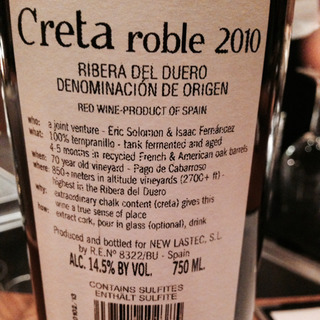 Creta roble 2010
RIBERA DEL DUERO
DENOMINACIÓN DE ORIGEN
RED WINE-PRODUCT OF SPAIN
who: a joint venture - Eric Solomon & Isaac Fernández
what: 100% tempranillo - tank fermented and aged
4-5 months in recycled French & American oak barrels
when: 70 year old vineyard - Pago de Cabarroso
where: 850+meters in altitude vineyards (2700+ ft) -
highest in the Ribera del Duero
why: extraordinary chalk content (creta) gives this
wine a true sense of place
how: extract cork, pour in glass (optional), drink
Produced and bottled for NEW LASTEC, S.L.
by R.E.Nº 8322/BU - Spain
ALC. 14.5% BY VOL. 750 ML.
CONTAINS SULFITES
ENTHÄLT SULFITE